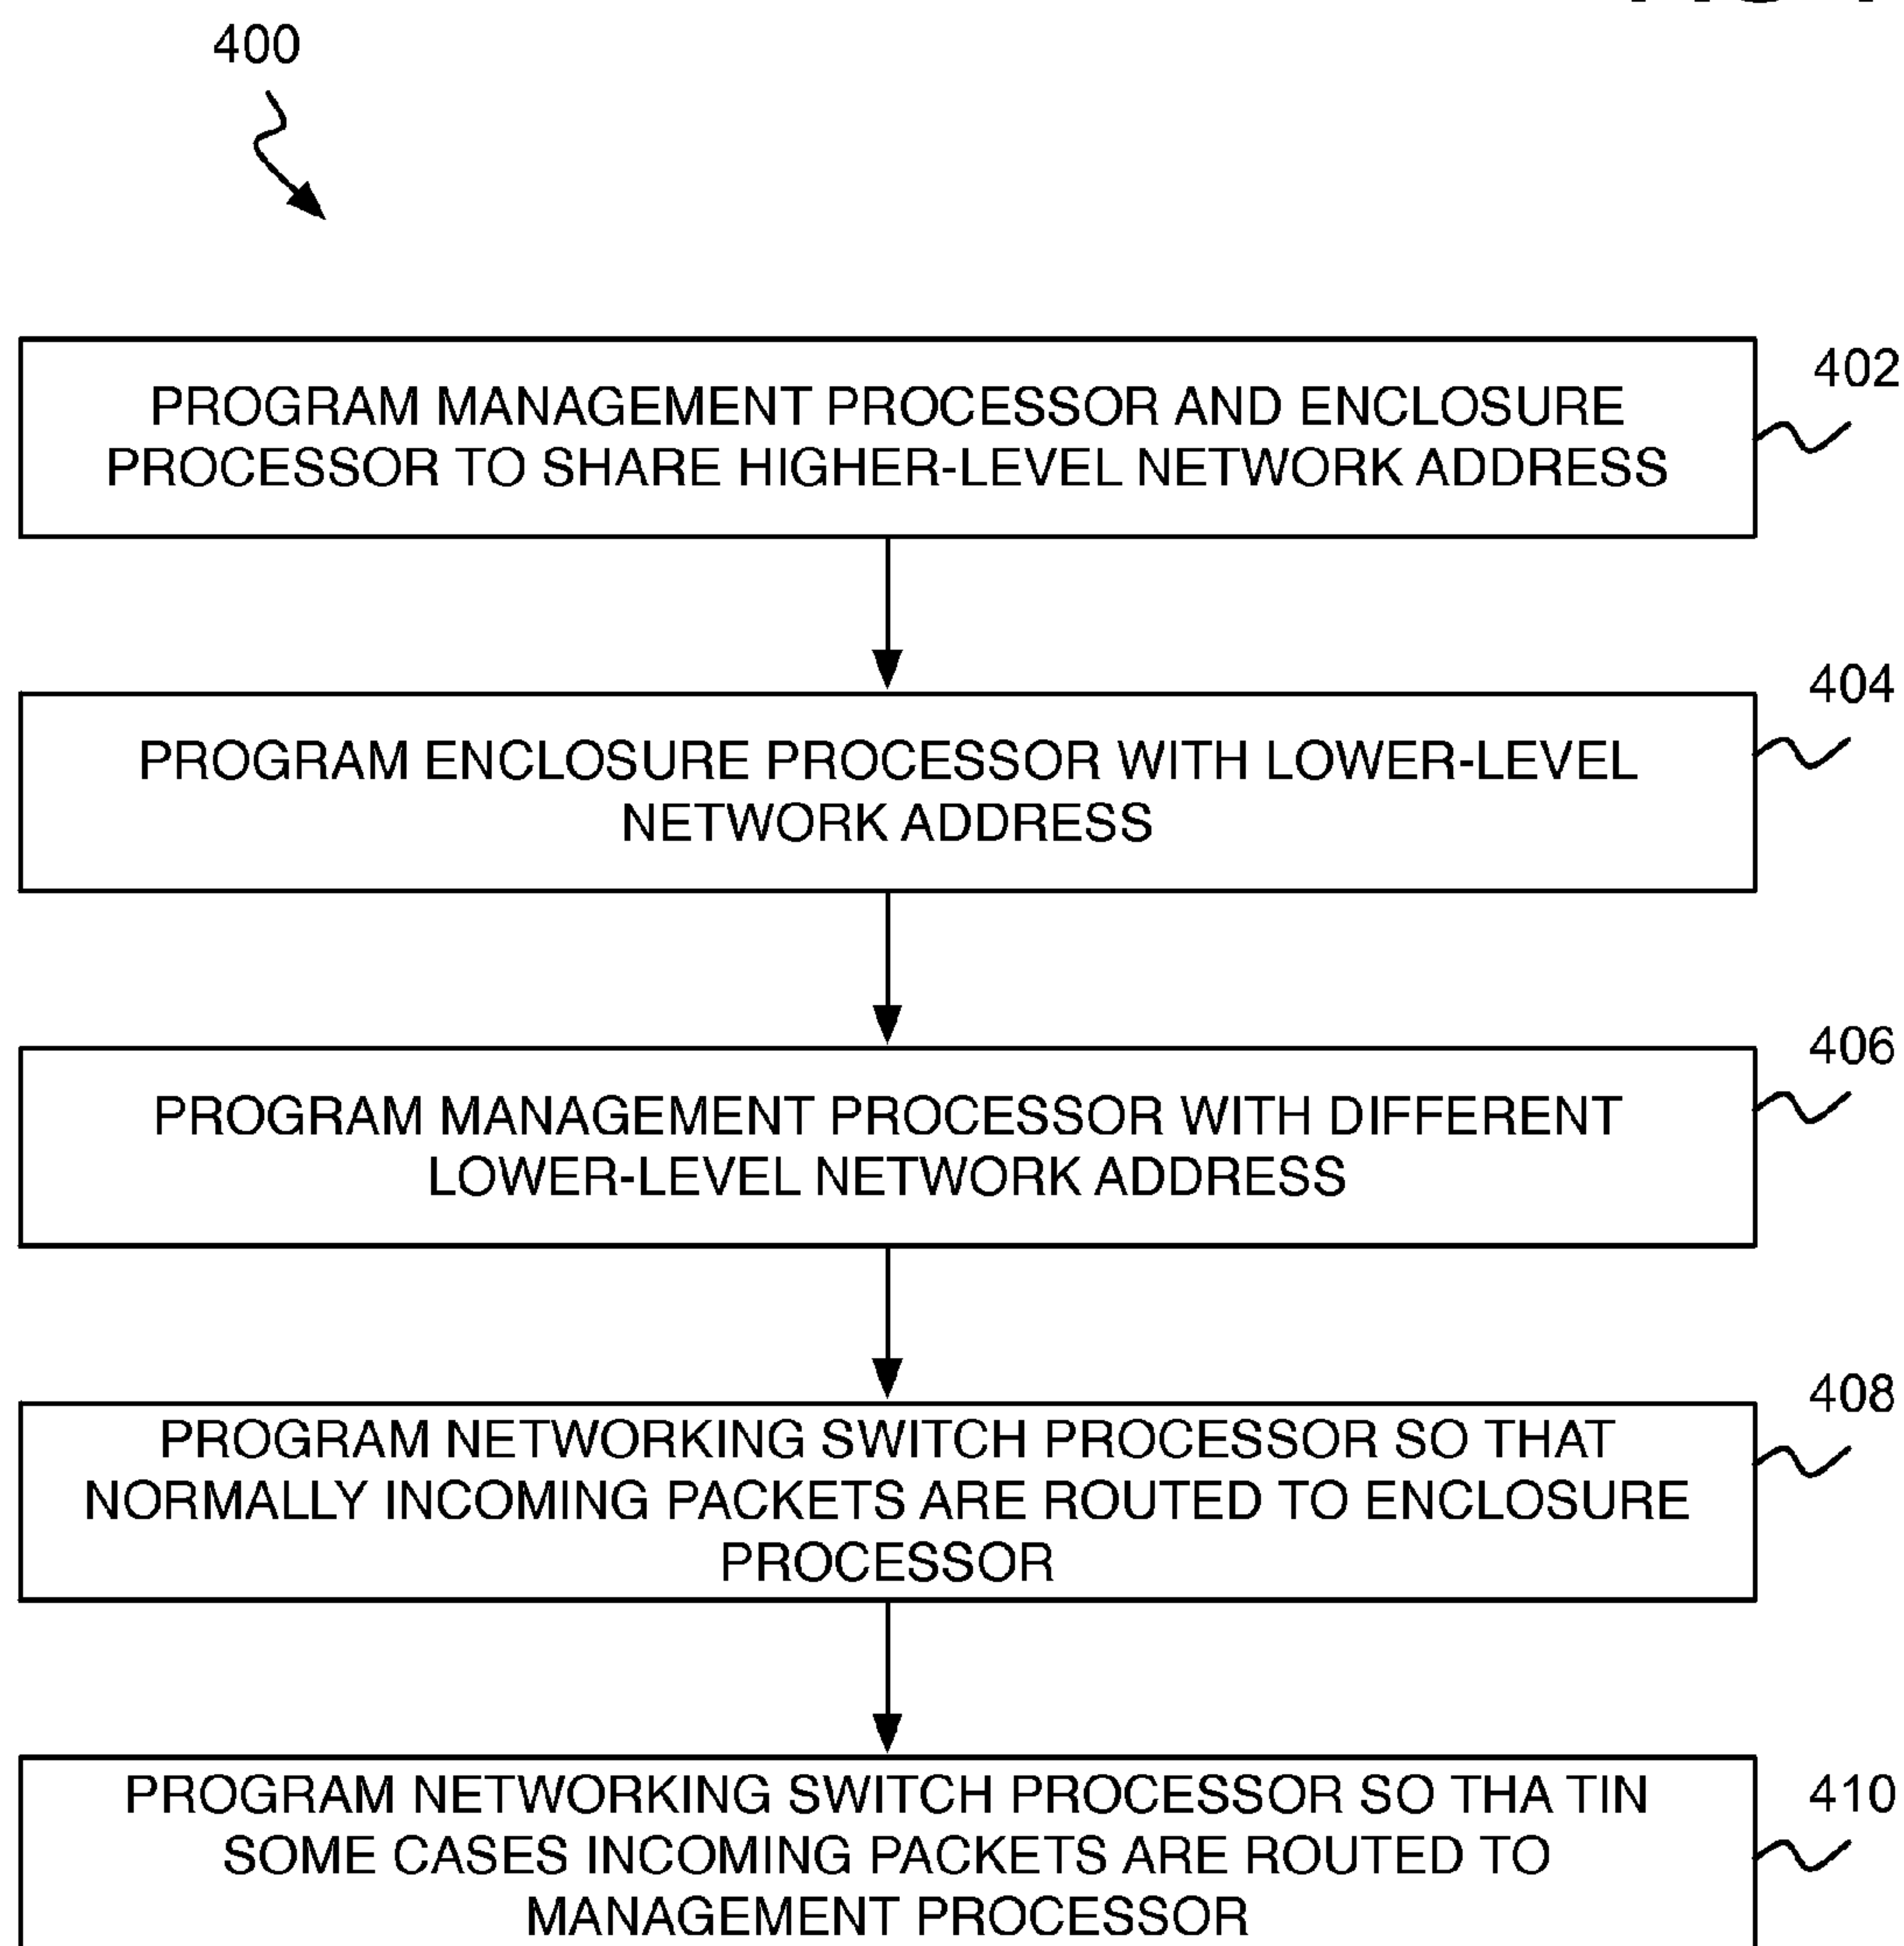 400
402
PROGRAM MANAGEMENT PROCESSOR AND ENCLOSURE
PROCESSOR TO SHARE HIGHER-LEVEL NETWORK ADDRESS
404
PROGRAM ENCLOSURE PROCESSOR WITH LOWER-LEVEL
NETWORK ADDRESS
406
PROGRAM MANAGEMENT PROCESSOR WITH DIFFERENT
LOWER-LEVEL NETWORK ADDRESS
408
PROGRAM NETWORKING SWITCH PROCESSOR SO THAT
NORMALLY INCOMING PACKETS ARE ROUTED TO ENCLOSURE
PROCESSOR
410
PROGRAM NETWORKING SWITCH PROCESSOR SO THA TIN
SOME CASES INCOMING PACKETS ARE ROUTED TO
MANAGEMENT PROCESSOR